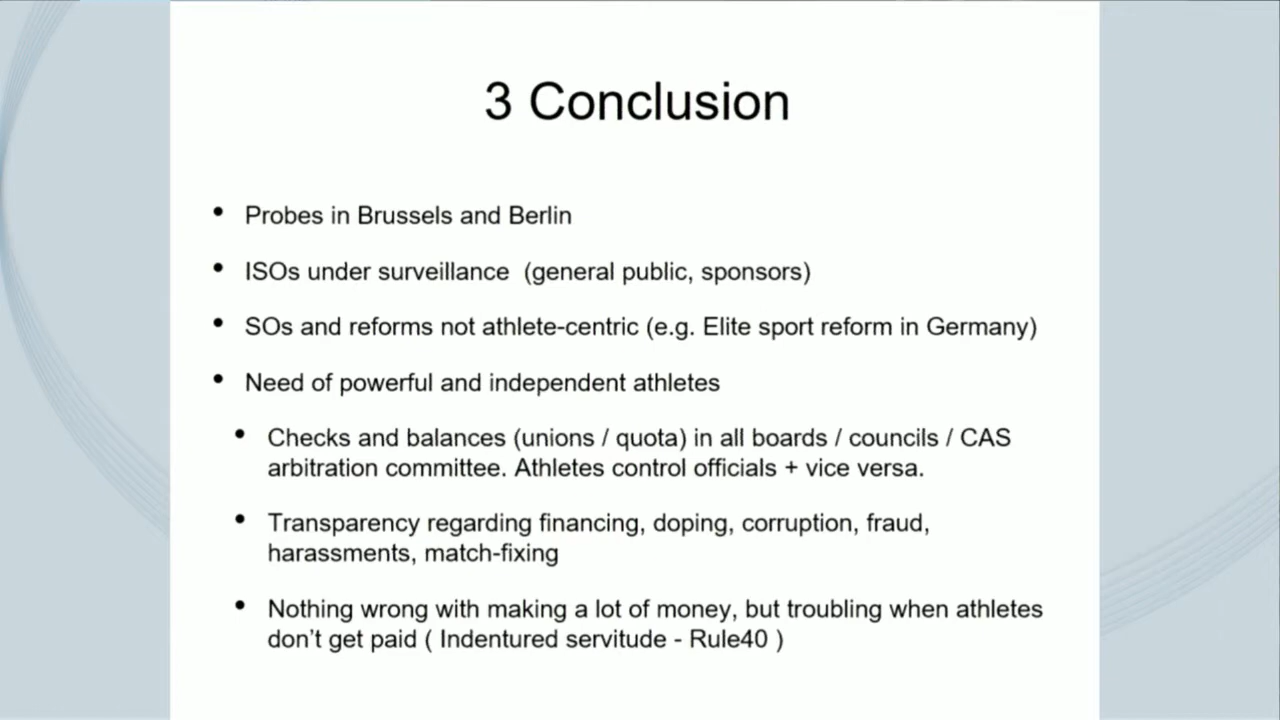 3 Conclusion
• Probes in Brussels and Berlin
• ISOs under surveillance  (general public, sponsors)
• SOs and reforms not athlete-centric (e.g. Elite sport reform in Germany)
• Need of powerful and independent athletes
• Checks and balances (unions / quota) in all boards / councils / CAS
arbitration committee. Athletes control officials + vice versa.
• Transparency regarding financing, doping, corruption, fraud,
harassments, match-fixing
• Nothing wrong with making a lot of money, but troubling when athletes
don’t get paid ( Indentured servitude - Rule40 )